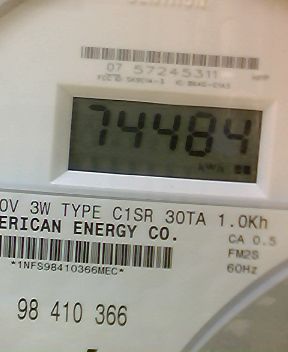 07 57245311
74484
kWh
0V 3W TYPE C1SR 30TA 1.0Kh
ERICAN ENERGY CO.
CA 0.5
*1NFS98410366MEC*
FM2S
60Hz
98 410 366